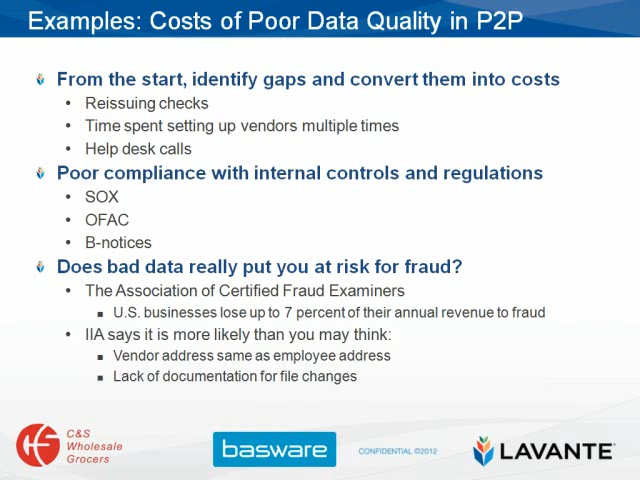 Examples: Costs of Poor Data Quality in P2P
From the start, identify gaps and convert them into costs
• Reissuing checks
• Time spent setting up vendors multiple times
• Help desk calls
Poor compliance with internal controls and regulations
• SOX
• OFAC
• B-notices
Does bad data really put you at risk for fraud?
• The Association of Certified Fraud Examiners
▪ U.S. businesses lose up to 7 percent of their annual revenue to fraud
• IIA says it is more likely than you may think:
▪ Vendor address same as employee address
▪ Lack of documentation for file changes
C&S
Wholesale
Grocers
basware
CONFIDENTIAL ©2012
LAVANTE